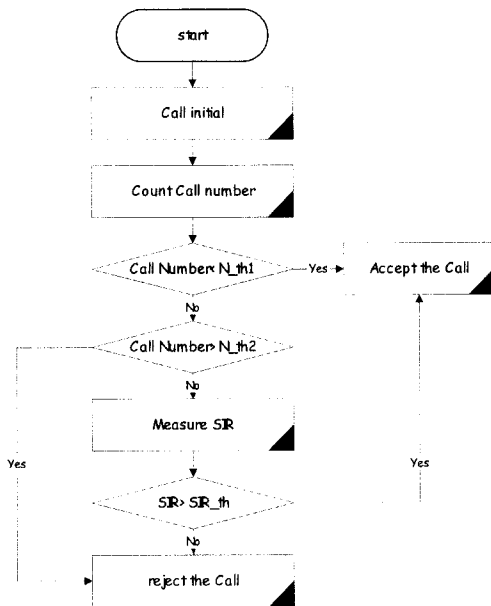 start
Call initial
Count Call number
Call Number< N_th1
Yes
Accept the Call
No
Call Number> N_th2
No
Measure SIR
Yes
Yes
SIR> SIR_th
No
reject the Call